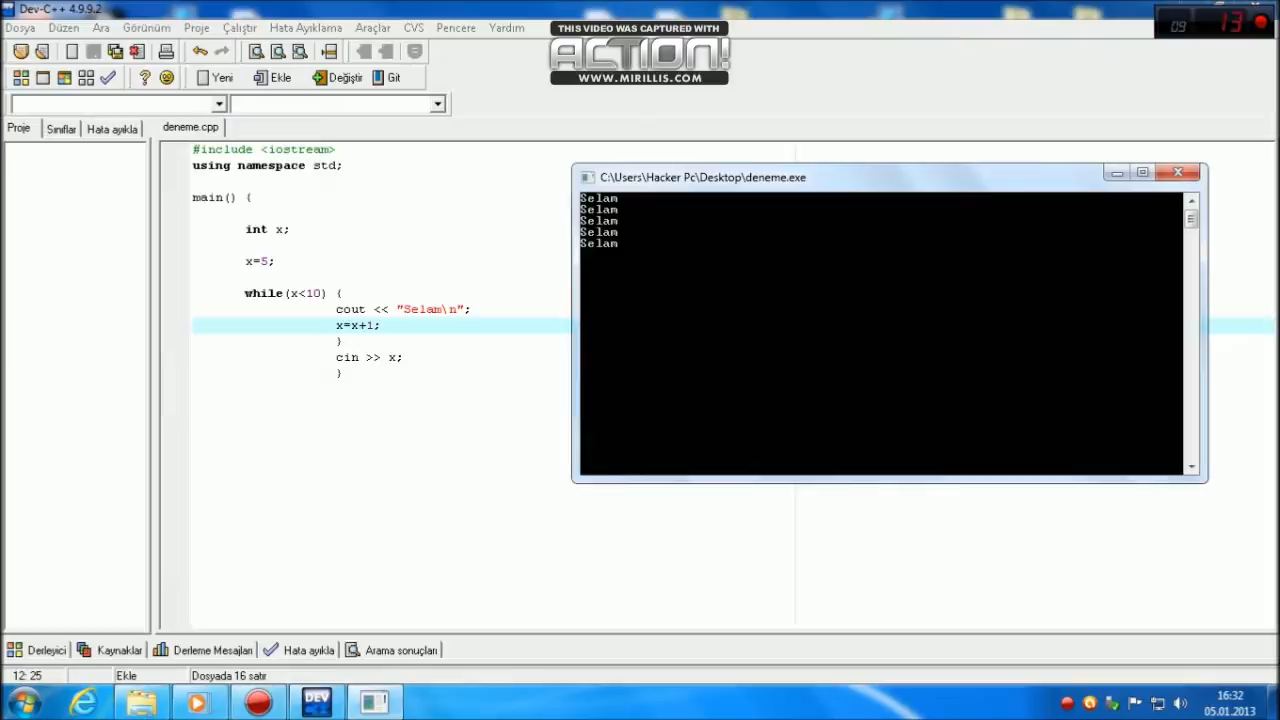 Dev-C++ 4.9.9.2
Dosya Düzen Ara Görünüm Proje Çalıştır Hata Ayıklama Araçlar CVS Pencere Yardım
THIS VIDEO WAS CAPTURED WITH
ACTION!
WWW.MIRILLIS.COM
09 13
Yeni Ekle Değiştir Git
Proje Sınıflar Hata ayıkla deneme.cpp
#include <iostream>
using namespace std;
main() {
int x;
x=5;
while(x<10) {
cout << "Selam\n";
x=x+1;
}
cin >> x;
}
C:\Users\Hacker Pc\Desktop\deneme.exe
Selam
Selam
Selam
Selam
Selam
Derleyici Kaynaklar Derleme Mesajları Hata ayıkla Arama sonuçları
12: 25 Ekle Dosyada 16 satır
DEV
16:32
05.01.2013